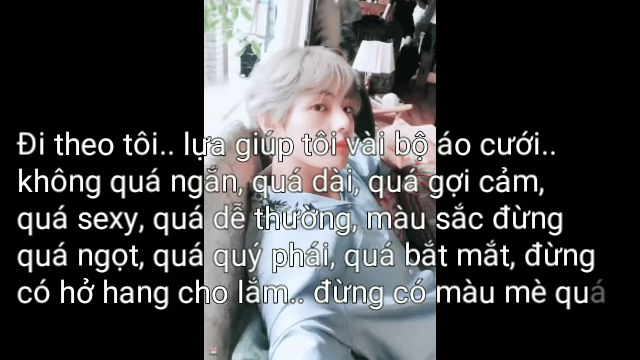 Đi theo tôi.. lựa giúp tôi vài bộ áo cưới..
không quá ngắn, quá dài, quá gợi cảm,
quá sexy, quá dễ thường, màu sắc đừng
quá ngọt, quá quý phái, quá bắt mắt, đừng
có hở hang cho lắm.. đừng có màu mè quá